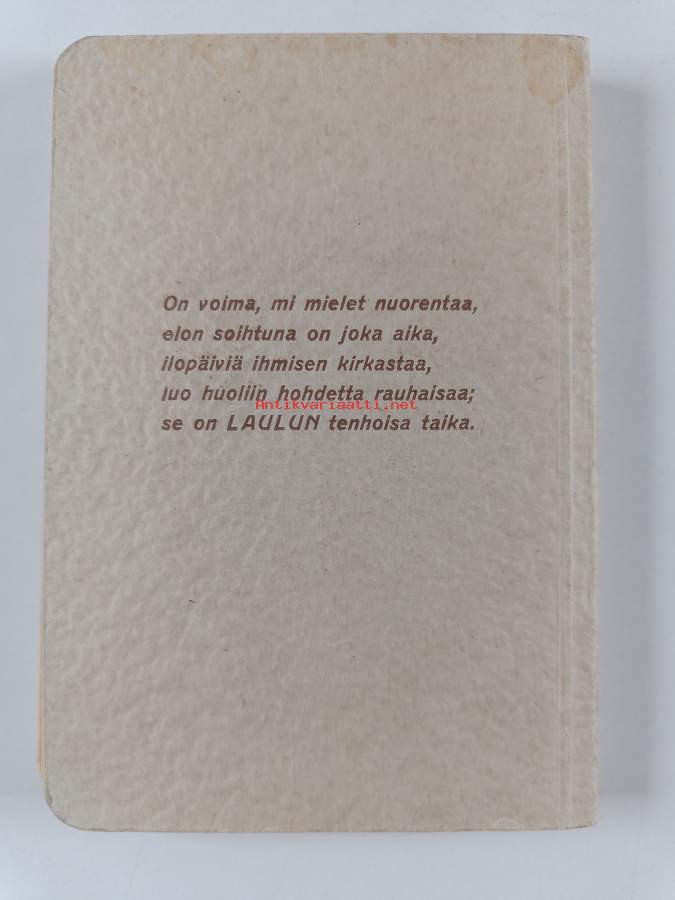 On voima, mi mielet nuorentaa,
elon soihtuna on joka aika,
ilopäiviä ihmisen kirkastaa,
luo huoliin hohdetta rauhaisaa;
Antikvariaatti.net
se on LAULUN tenhoisa taika.